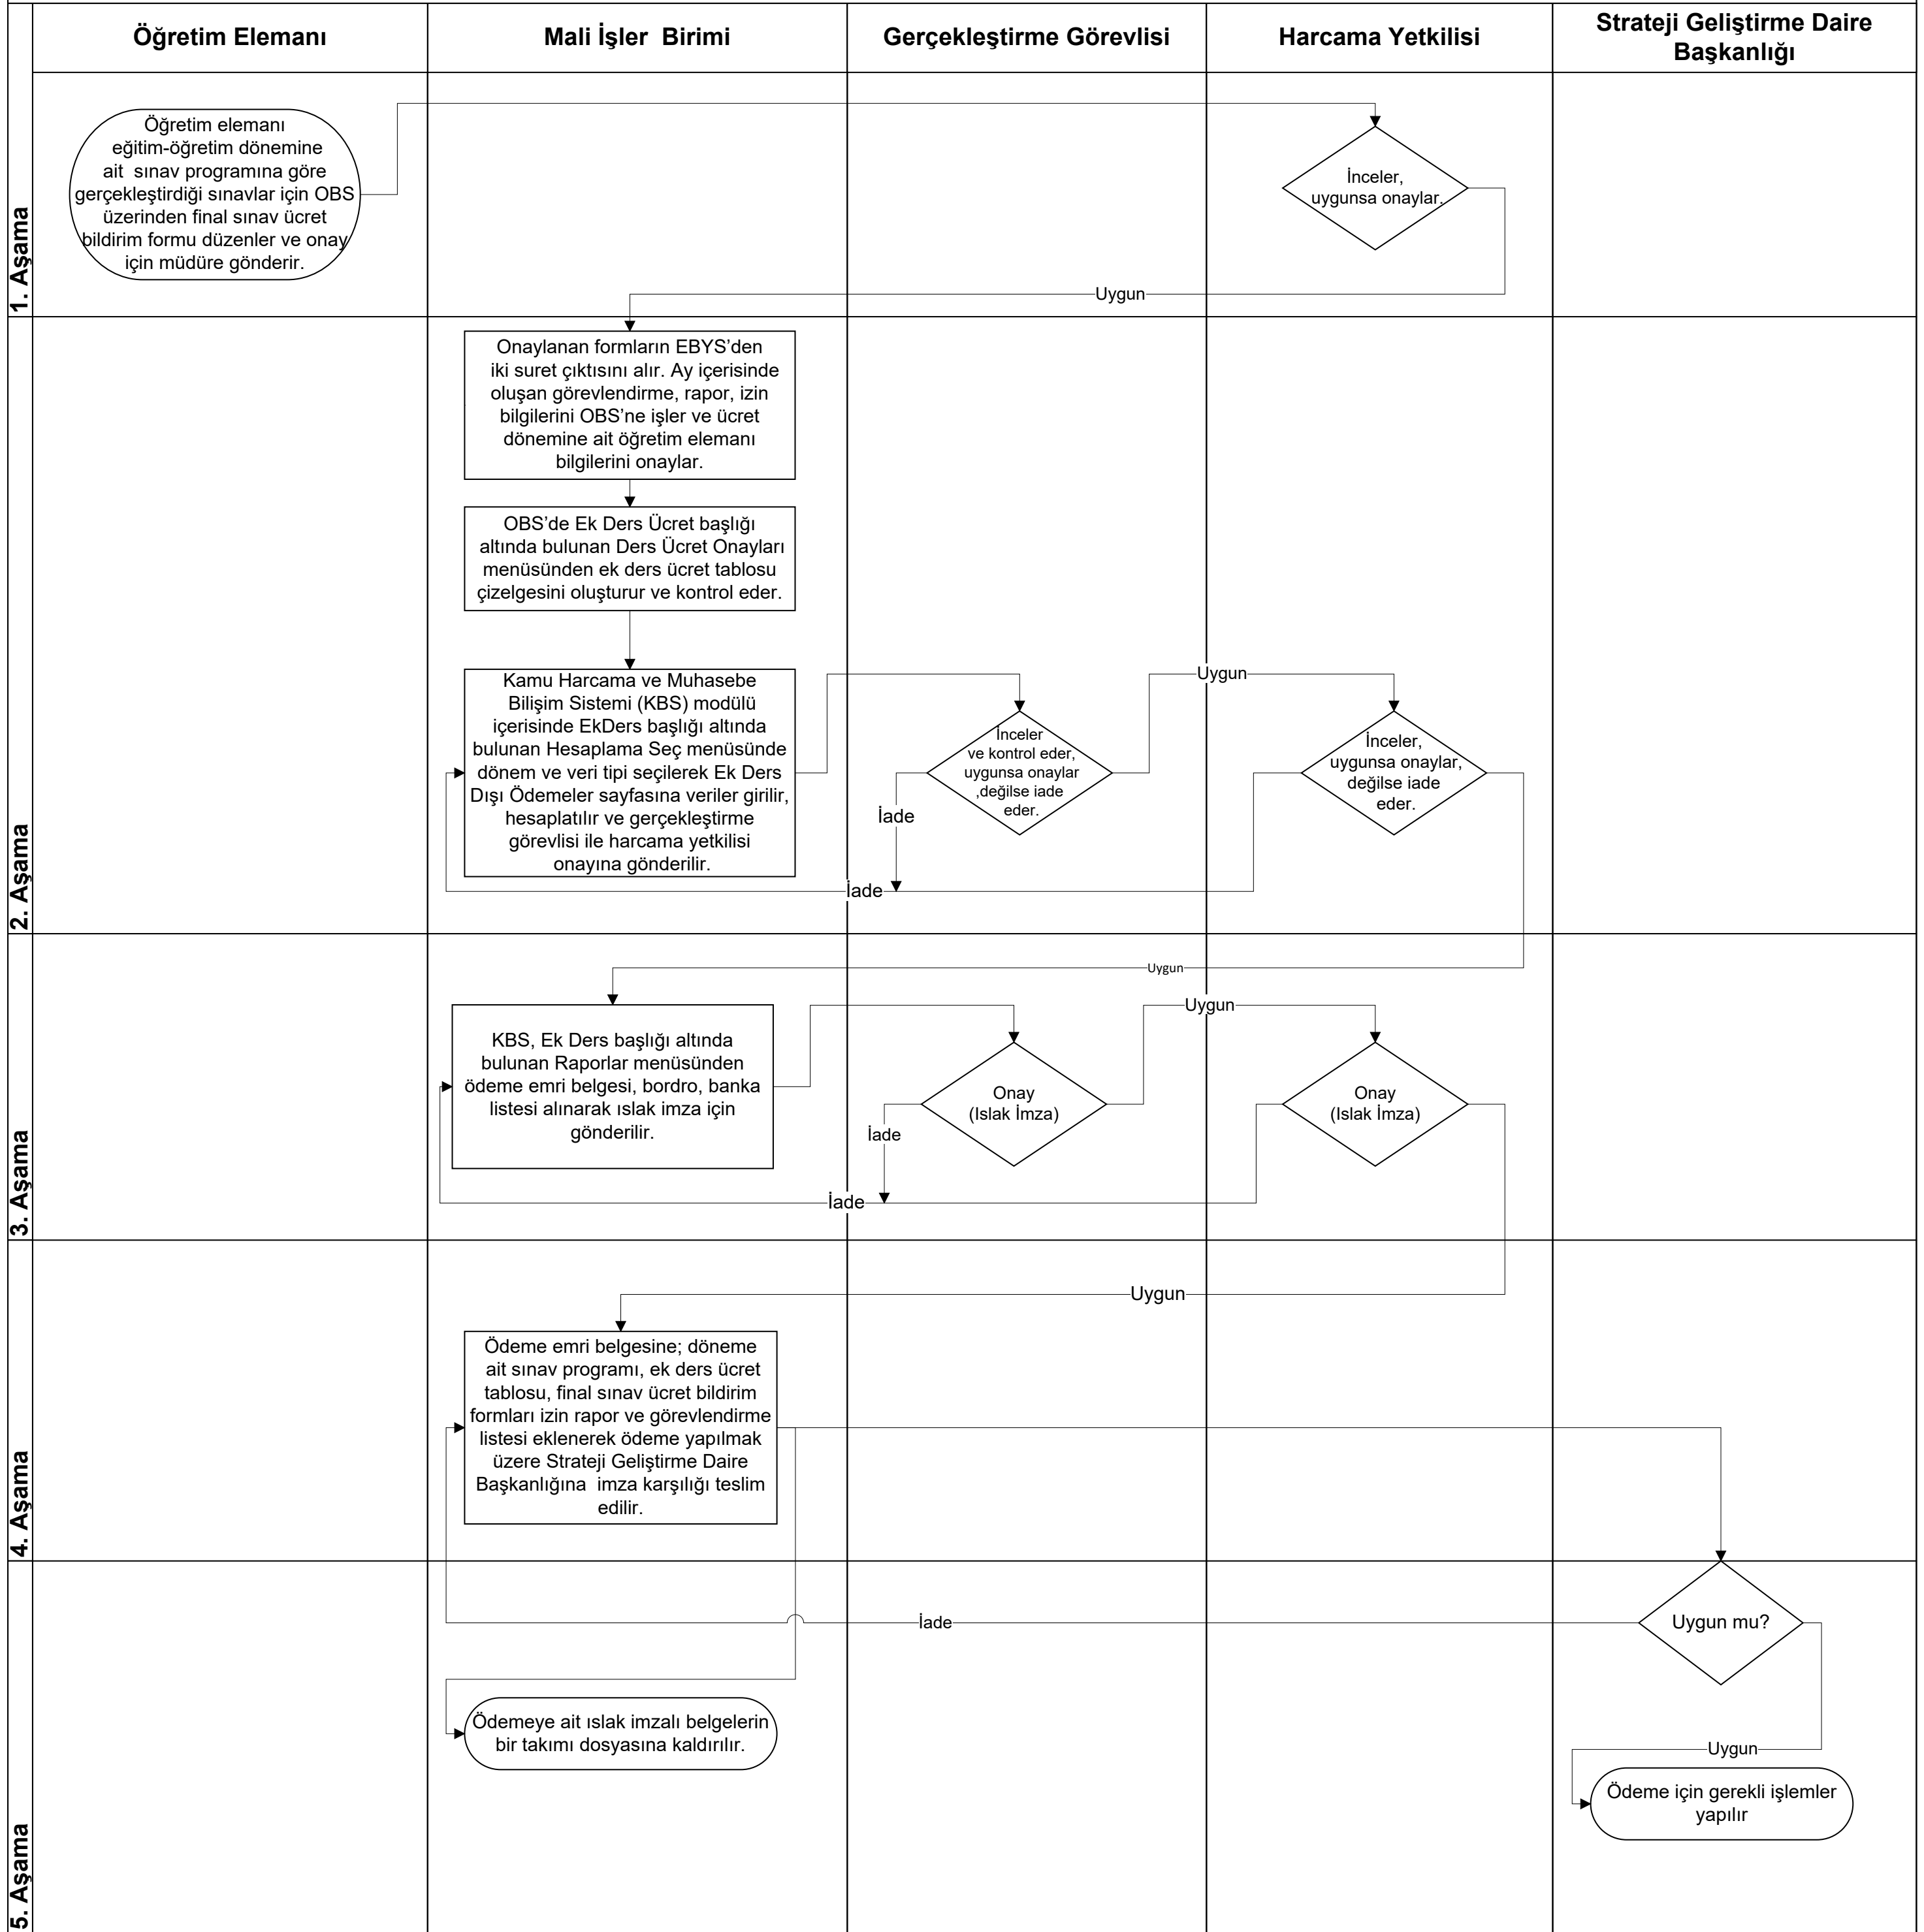 Öğretim Elemanı
Mali İşler  Birimi
Gerçekleştirme Görevlisi
Harcama Yetkilisi
Strateji Geliştirme Daire
Başkanlığı
1. Aşama
Öğretim elemanı
eğitim-öğretim dönemine
ait  sınav programına göre
gerçekleştirdiği sınavlar için OBS
üzerinden final sınav ücret
bildirim formu düzenler ve onay
için müdüre gönderir.
İnceler,
uygunsa onaylar.
Uygun
2. Aşama
Onaylanan formların EBYS’den
iki suret çıktısını alır. Ay içerisinde
oluşan görevlendirme, rapor, izin
bilgilerini OBS’ne işler ve ücret
dönemine ait öğretim elemanı
bilgilerini onaylar.
OBS’de Ek Ders Ücret başlığı
altında bulunan Ders Ücret Onayları
menüsünden ek ders ücret tablosu
çizelgesini oluşturur ve kontrol eder.
Kamu Harcama ve Muhasebe
Bilişim Sistemi (KBS) modülü
içerisinde EkDers başlığı altında
bulunan Hesaplama Seç menüsünde
dönem ve veri tipi seçilerek Ek Ders
Dışı Ödemeler sayfasına veriler girilir,
hesaplatılır ve gerçekleştirme
görevlisi ile harcama yetkilisi
onayına gönderilir.
İnceler
ve kontrol eder,
uygunsa onaylar
,değilse iade
eder.
Uygun
İnceler,
uygunsa onaylar,
değilse iade
eder.
İade
İade
3. Aşama
Uygun
KBS, Ek Ders başlığı altında
bulunan Raporlar menüsünden
ödeme emri belgesi, bordro, banka
listesi alınarak ıslak imza için
gönderilir.
Onay
(Islak İmza)
Uygun
Onay
(Islak İmza)
İade
İade
4. Aşama
Uygun
Ödeme emri belgesine; döneme
ait sınav programı, ek ders ücret
tablosu, final sınav ücret bildirim
formları izin rapor ve görevlendirme
listesi eklenerek ödeme yapılmak
üzere Strateji Geliştirme Daire
Başkanlığına  imza karşılığı teslim
edilir.
5. Aşama
Uygun mu?
İade
Ödemeye ait ıslak imzalı belgelerin
bir takımı dosyasına kaldırılır.
Uygun
Ödeme için gerekli işlemler
yapılır